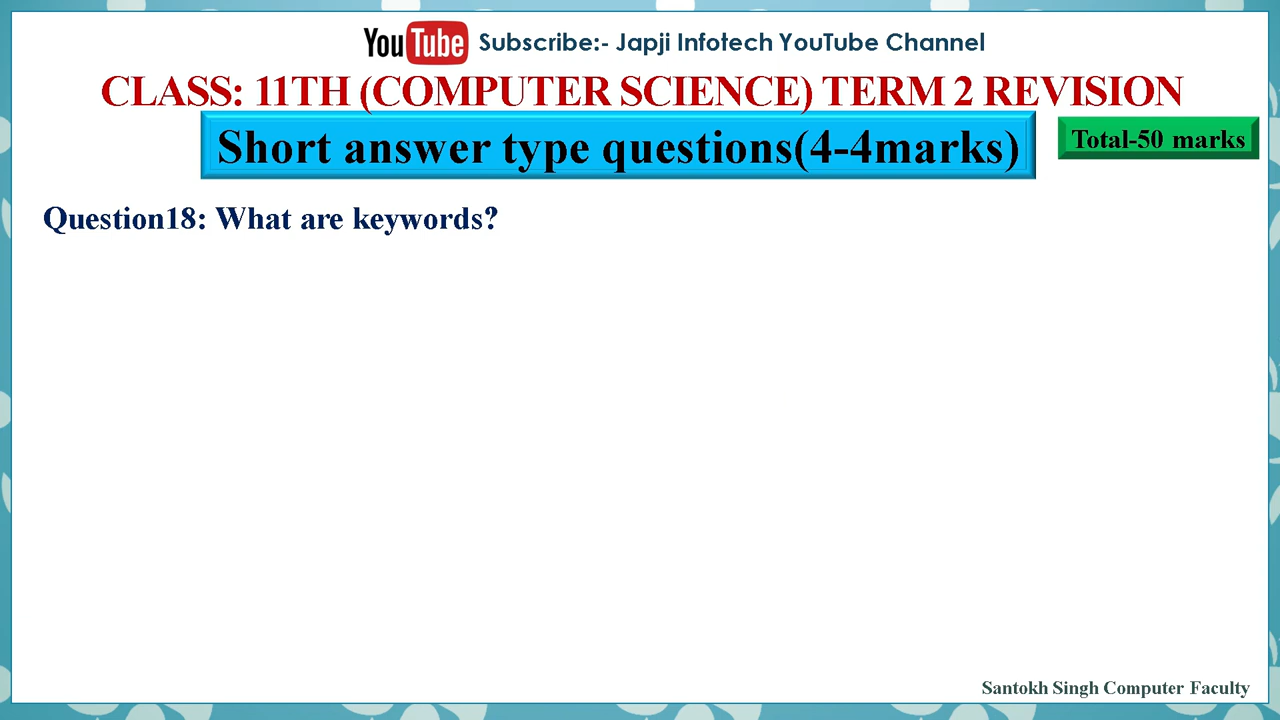 YouTube Subscribe:- Japji Infotech YouTube Channel
CLASS: 11TH (COMPUTER SCIENCE) TERM 2 REVISION
Short answer type questions(4-4marks)
Total-50 marks
Question18: What are keywords?
Santokh Singh Computer Faculty